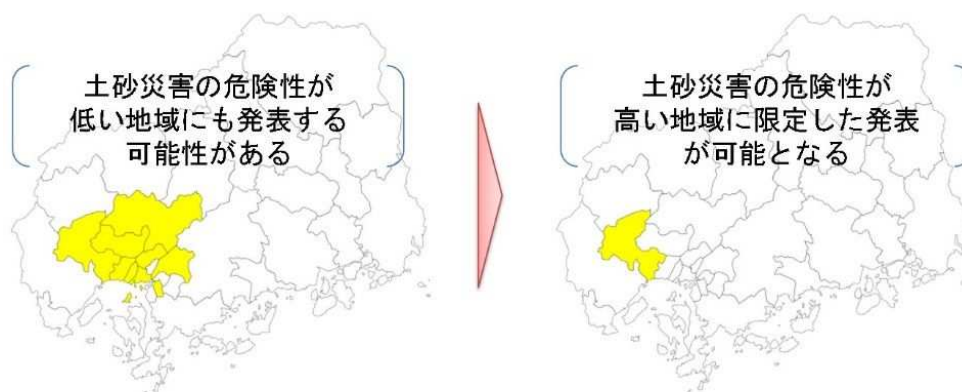 土砂災害の危険性が
低い地域にも発表する
可能性がある
土砂災害の危険性が
高い地域に限定した発表
が可能となる